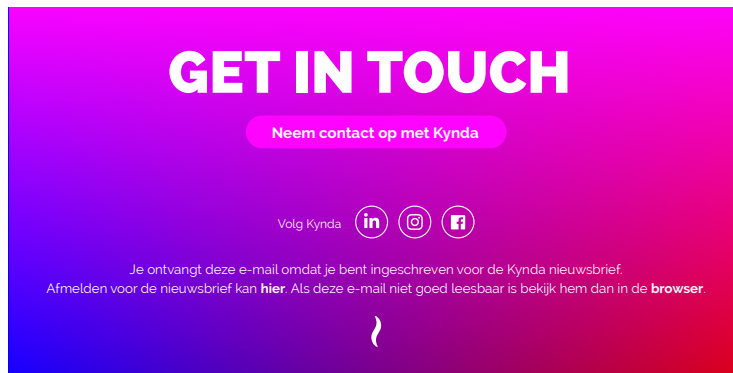 GET IN TOUCH
Neem contact op met Kynda
Volg Kynda
Je ontvangt deze e-mail omdat je bent ingeschreven voor de Kynda nieuwsbrief.
Afmelden voor de nieuwsbrief kan hier. Als deze e-mail niet goed leesbaar is bekijk hem dan in de browser.